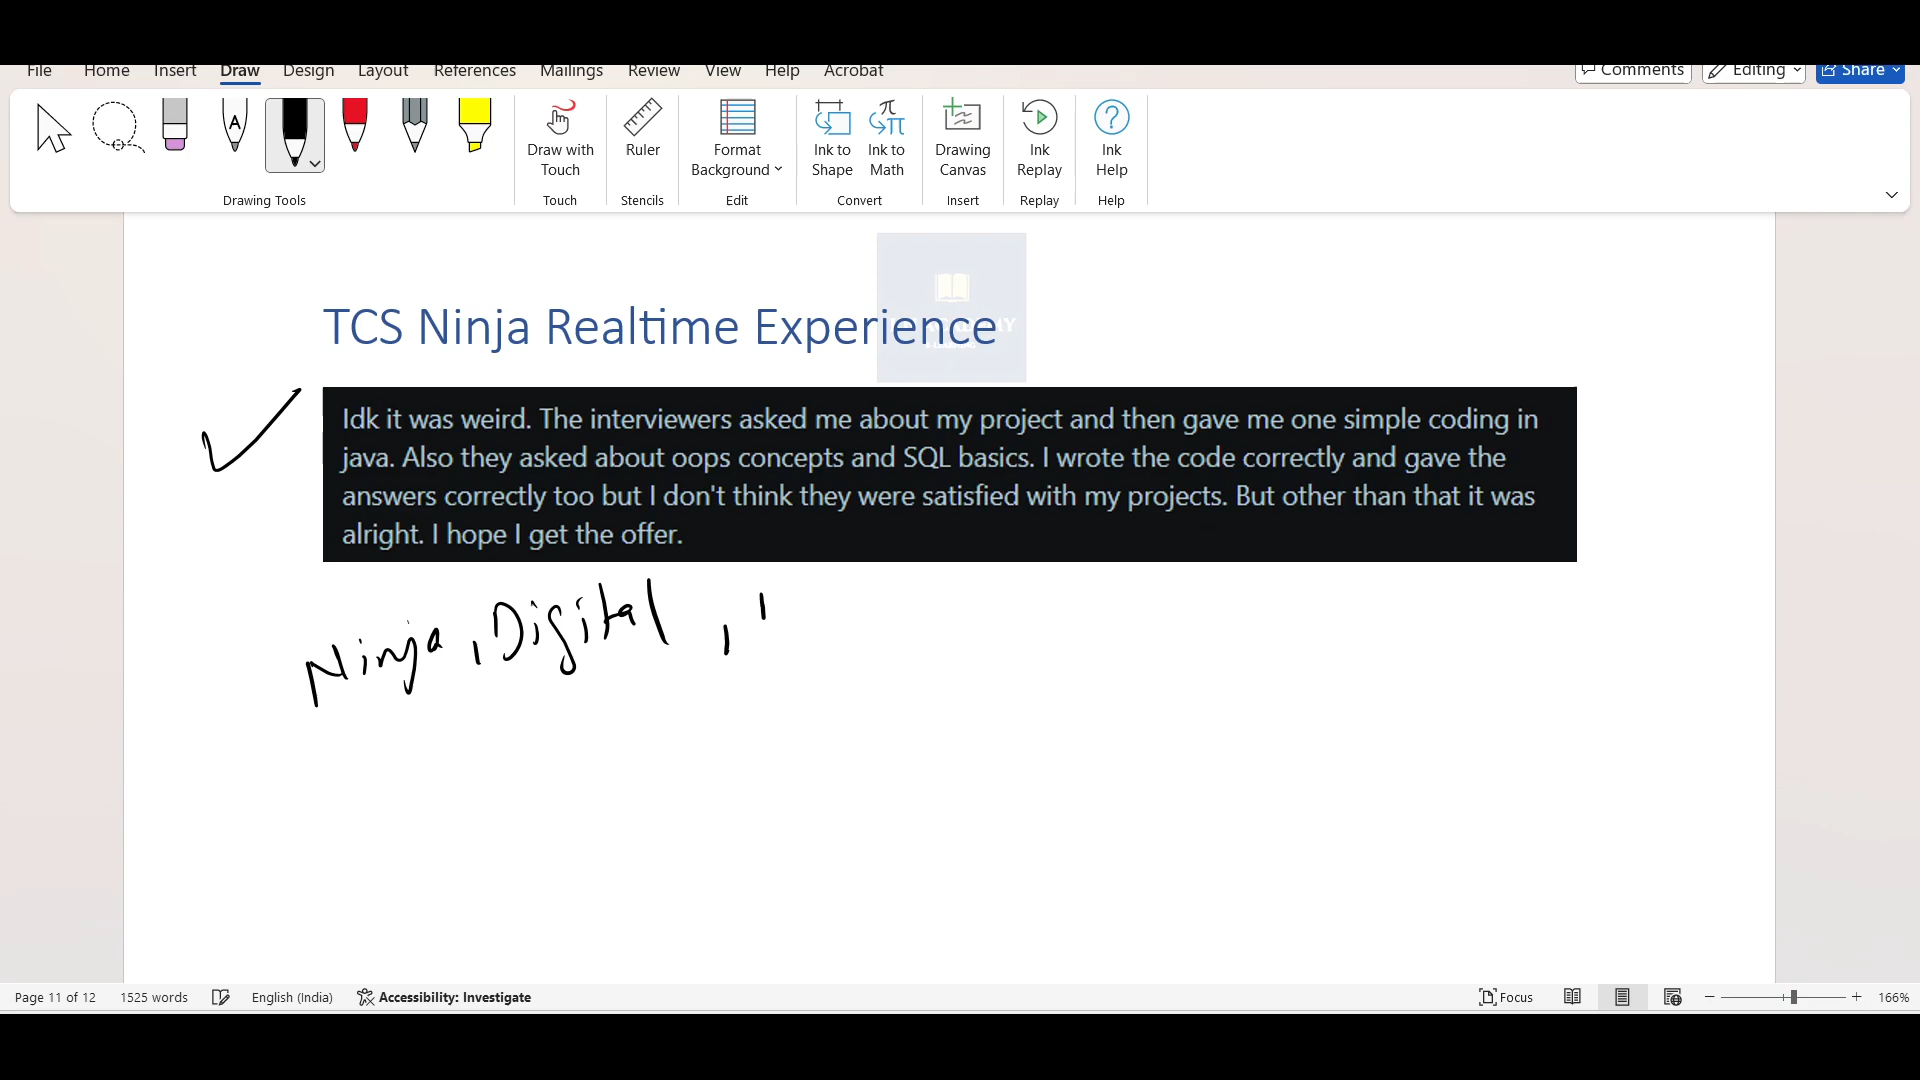 File Home Insert Draw Design Layout References Mailings Review View Help Acrobat Comments Editing Share
Draw with Touch
Ruler
Format Background
Ink to Shape
Ink to Math
Drawing Canvas
Ink Replay
Ink Help
Drawing Tools Touch Stencils Edit Convert Insert Replay Help
TCS Ninja Realtime Experience
Idk it was weird. The interviewers asked me about my project and then gave me one simple coding in
java. Also they asked about oops concepts and SQL basics. I wrote the code correctly and gave the
answers correctly too but I don't think they were satisfied with my projects. But other than that it was
alright. I hope I get the offer.
Ninja, Digital ,
Page 11 of 12 1525 words English (India) Accessibility: Investigate Focus 166%